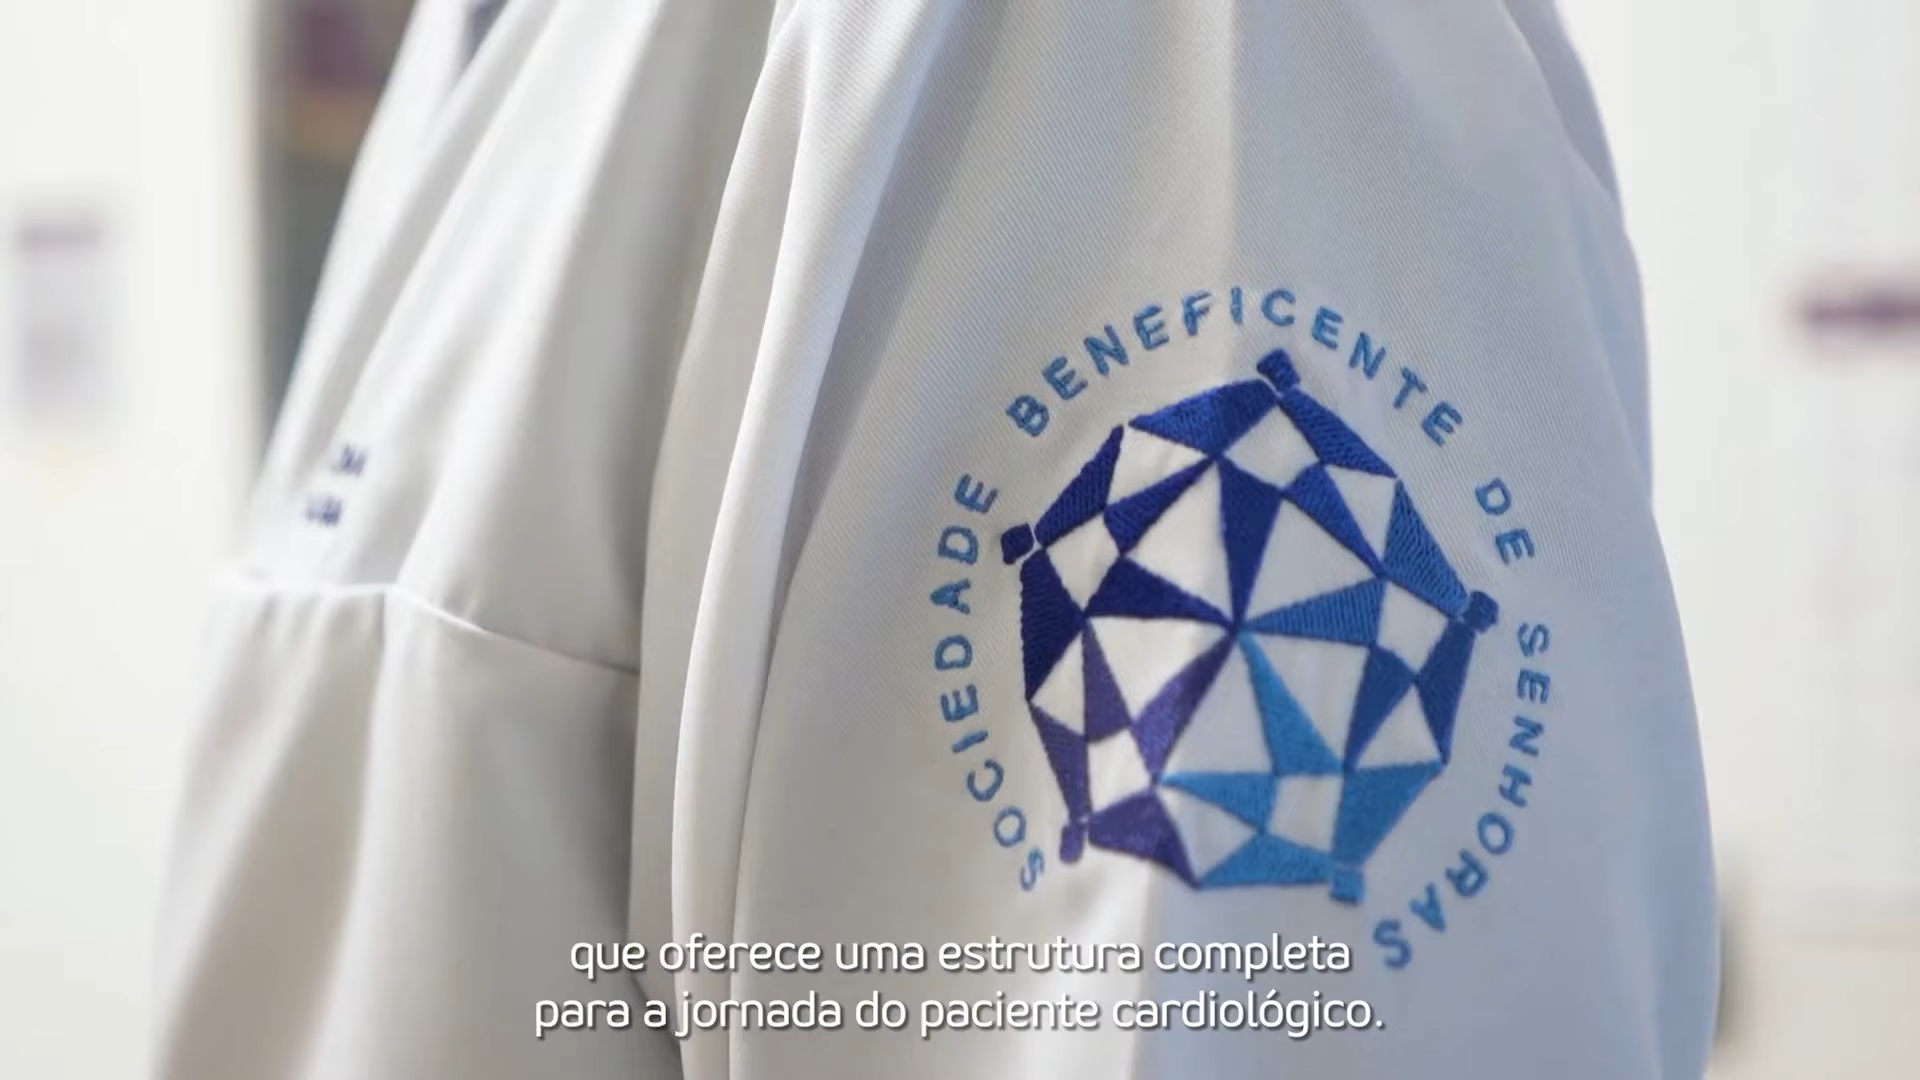 SOCIEDADE BENEFICENTE DE SENHORAS
que oferece uma estrutura completa
para a jornada do paciente cardiológico.